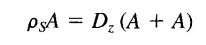 ρ_S A = D_z (A + A)